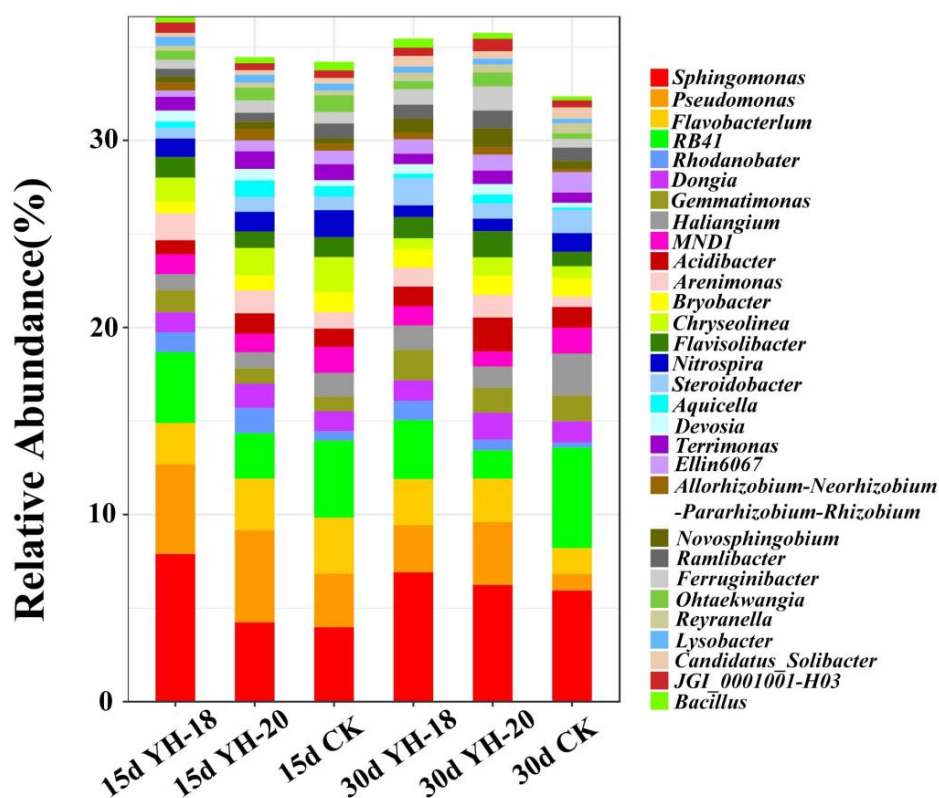 Relative Abundance(%)
30
20
10
0
15d YH-18
15d YH-20
15d CK
30d YH-18
30d YH-20
30d CK
Sphingomonas
Pseudomonas
Flavobacterlum
RB41
Rhodanobater
Dongia
Gemmatimonas
Haliangium
MND1
Acidibacter
Arenimonas
Bryobacter
Chryseolinea
Flavisolibacter
Nitrospira
Steroidobacter
Aquicella
Devosia
Terrimonas
Ellin6067
Allorhizobium-Neorhizobium
-Pararhizobium-Rhizobium
Novosphingobium
Ramlibacter
Ferruginibacter
Ohtaekwangia
Reyranella
Lysobacter
Candidatus_Solibacter
JGI_0001001-H03
Bacillus